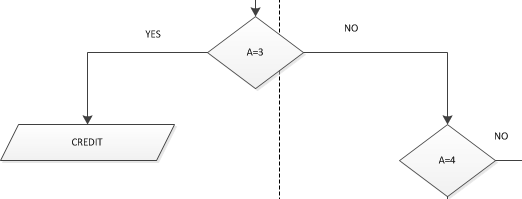 YES
NO
A=3
CREDIT
NO
A=4